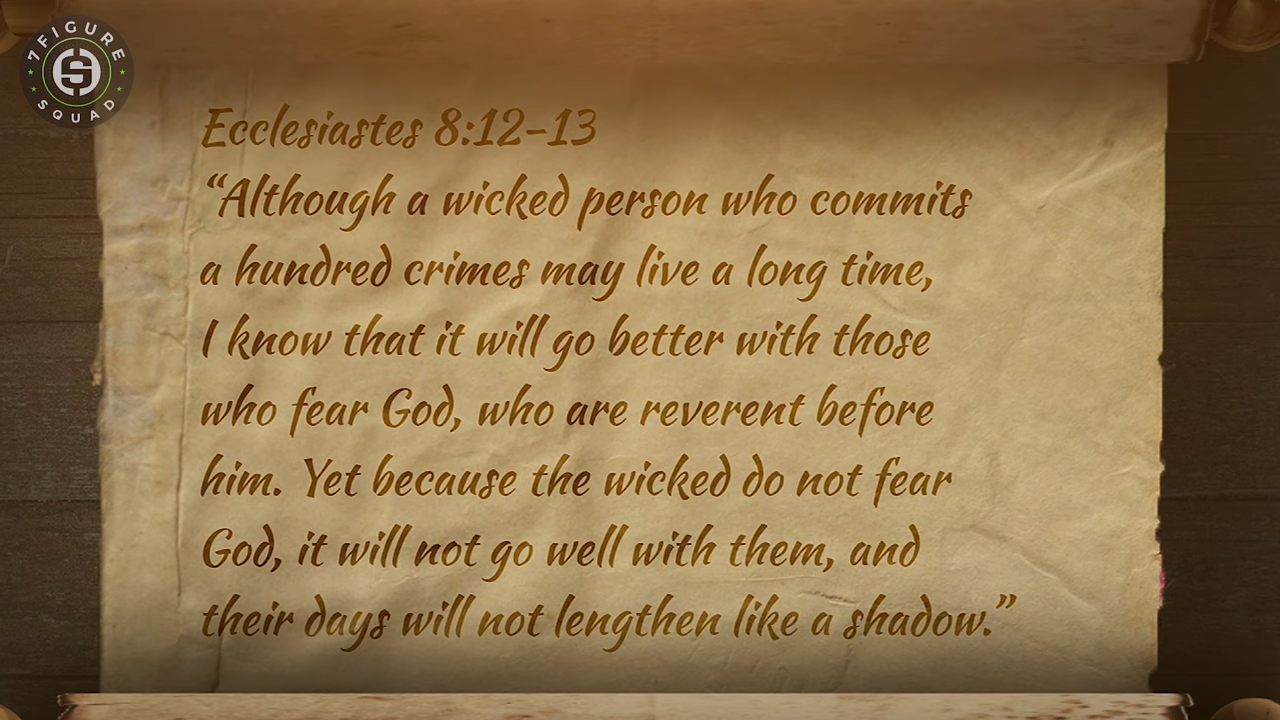 7FIGURE
SQUAD
Ecclesiastes 8:12-13
“Although a wicked person who commits
a hundred crimes may live a long time,
I know that it will go better with those
who fear God, who are reverent before
him. Yet because the wicked do not fear
God, it will not go well with them, and
their days will not lengthen like a shadow.”